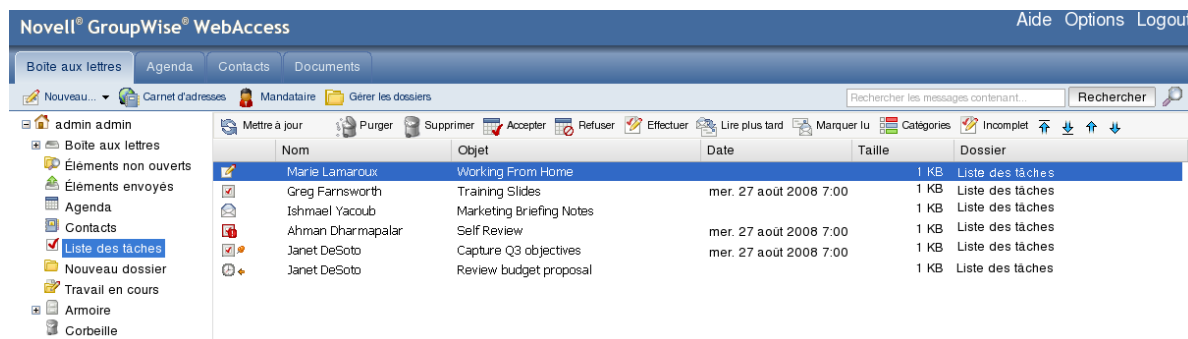 Novell® GroupWise® WebAccess
Aide Options Logout
Boîte aux lettres Agenda Contacts Documents
Nouveau... Carnet d'adresses Mandataire Gérer les dossiers Rechercher les messages contenant... Rechercher
admin admin
Boîte aux lettres
Éléments non ouverts
Éléments envoyés
Agenda
Contacts
Liste des tâches
Nouveau dossier
Travail en cours
Armoire
Corbeille
Mettre à jour Purger Supprimer Accepter Refuser Effectuer Lire plus tard Marquer lu Catégories Incomplet
Nom Objet Date Taille Dossier
Marie Lamaroux Working From Home 1 KB Liste des tâches
Greg Farnsworth Training Slides mer. 27 août 2008 7:00 1 KB Liste des tâches
Ishmael Yacoub Marketing Briefing Notes 1 KB Liste des tâches
Ahman Dharmapalar Self Review mer. 27 août 2008 7:00 1 KB Liste des tâches
Janet DeSoto Capture Q3 objectives mer. 27 août 2008 7:00 1 KB Liste des tâches
Janet DeSoto Review budget proposal 1 KB Liste des tâches